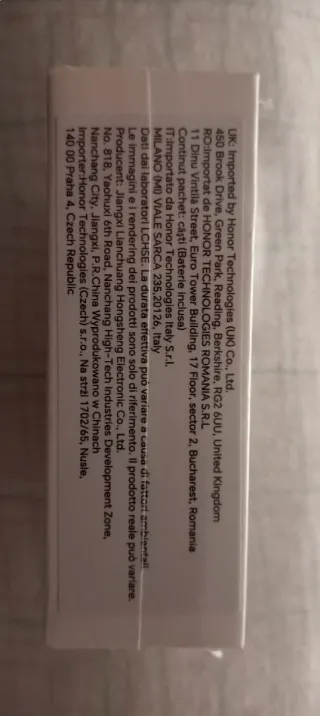 UK: Imported by Honor Technologies (UK) Co., Ltd.
450 Brook Drive, Green Park, Reading, Berkshire, RG2 6UU, United Kingdom
RO:Importat de HONOR TECHNOLOGIES ROMANIA S.R.L
11 Dinu Vintilă Street, Euro Tower Building, 17 Floor, sector 2, Bucharest, Romania
Continut pachet: căști (Baterie inclusa)
IT:Importato da Honor Technologies Italy S.r.l.
MILANO (MI) VIALE SARCA 235,20126, Italy
Dati dai laboratori LCHSE. La durata effettiva può variare a causa di fattori ambientali
Le immagini e i rendering dei prodotti sono solo di riferimento. Il prodotto reale può variare.
Producent: Jiangxi Lianchuang Hongsheng Electronic Co., Ltd.
No. 818, Yaohuxi 6th Road, Nanchang High-Tech Industries Development Zone,
Nanchang City, Jiangxi, P.R.China Wyprodukowano w Chinach
Importer:Honor Technologies (Czech) s.r.o., Na strži 1702/65, Nusle,
140 00 Praha 4, Czech Republic